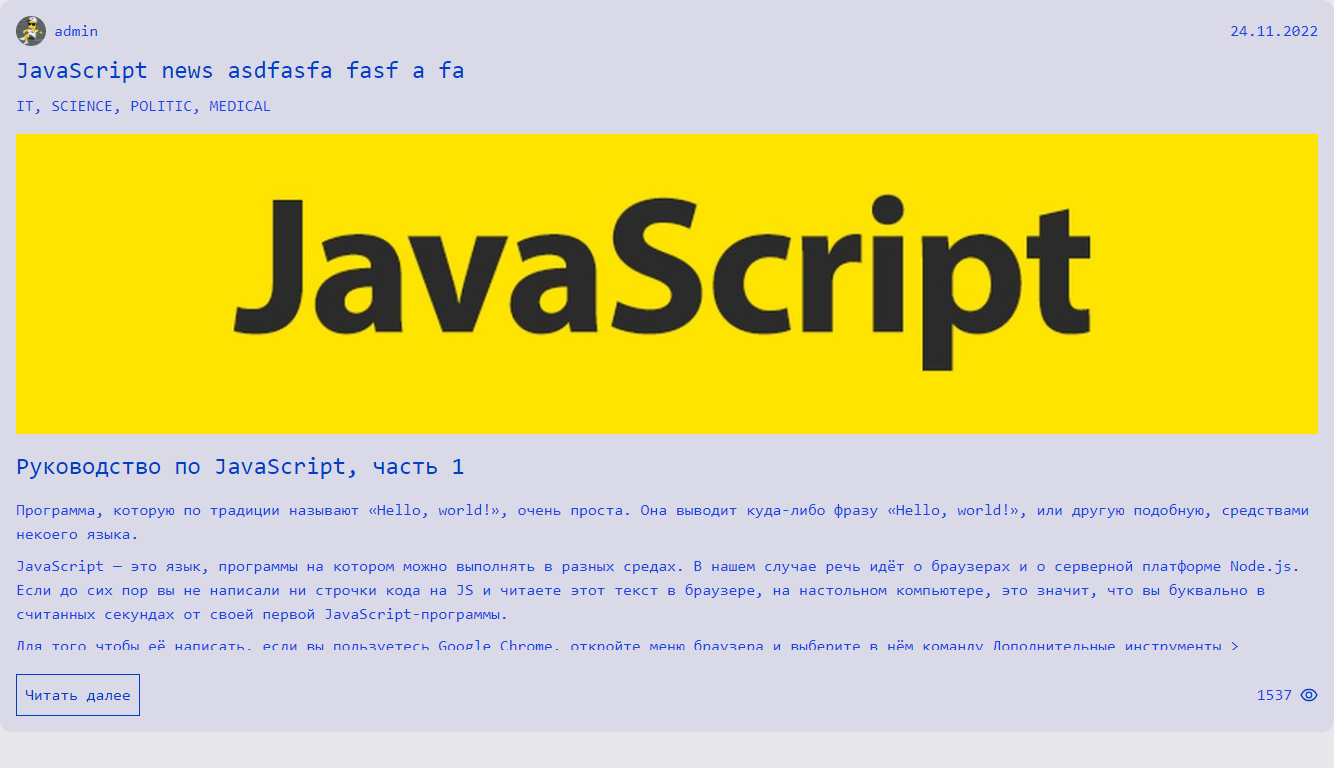 admin
24.11.2022
JavaScript news asdfasfa fasf a fa
IT, SCIENCE, POLITIC, MEDICAL
JavaScript
Руководство по JavaScript, часть 1
Программа, которую по традиции называют «Hello, world!», очень проста. Она выводит куда-либо фразу «Hello, world!», или другую подобную, средствами
некоего языка.
JavaScript — это язык, программы на котором можно выполнять в разных средах. В нашем случае речь идёт о браузерах и о серверной платформе Node.js.
Если до сих пор вы не написали ни строчки кода на JS и читаете этот текст в браузере, на настольном компьютере, это значит, что вы буквально в
считанных секундах от своей первой JavaScript-программы.
Для того чтобы её написать, если вы пользуетесь Google Chrome, откройте меню браузера и выберите в нём команду Дополнительные инструменты >
Читать далее
1537